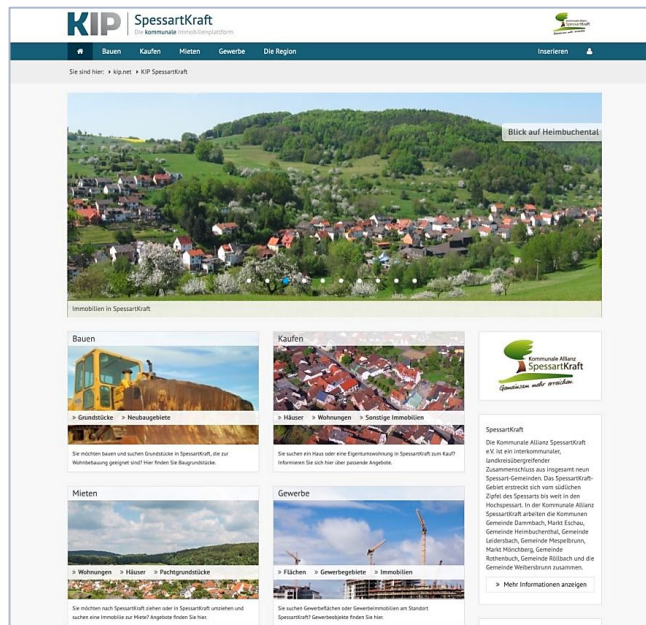 KIP SpessartKraft
Die kommunale Immobilienplattform
Kommunale Allianz
SpessartKraft
Bauen Kaufen Mieten Gewerbe Die Region Inserieren
Sie sind hier: kip.net KIP SpessartKraft
Blick auf Heimbuchental
Immobilien in SpessartKraft
Bauen
» Grundstücke » Neubaugebiete
Sie möchten bauen und suchen Grundstücke in SpessartKraft, die zur
Wohnbebauung geeignet sind? Hier finden Sie Baugrundstücke.
Kaufen
» Häuser » Wohnungen » Sonstige Immobilien
Sie suchen ein Haus oder eine Eigentumswohnung in SpessartKraft zum Kauf?
Informieren Sie sich hier über passende Angebote.
Kommunale Allianz
SpessartKraft
Gemeinsam mehr erreichen
Mieten
» Wohnungen » Häuser » Pachtgrundstücke
Sie möchten nach SpessartKraft ziehen oder in SpessartKraft umziehen und
suchen eine Immobilie zur Miete? Angebote finden Sie hier.
Gewerbe
» Flächen » Gewerbegebiete » Immobilien
Sie suchen Gewerbeflächen oder Gewerbeimmobilien am Standort
SpessartKraft? Gewerbeobjekte finden Sie hier.
SpessartKraft
Die Kommunale Allianz SpessartKraft
e.V. ist ein interkommunaler,
landkreisübergreifender
Zusammenschluss aus insgesamt neun
Spessart-Gemeinden. Das SpessartKraft-
Gebiet erstreckt sich vom südlichen
Zipfel des Spessarts bis weit in den
Hochspessart. In der Kommunale Allianz
SpessartKraft arbeiten die Kommunen
Gemeinde Dammbach, Markt Eschau,
Gemeinde Heimbuchenthal, Gemeinde
Leidersbach, Gemeinde Mespelbrunn,
Markt Mönchberg, Gemeinde
Rothenbuch, Gemeinde Röllbach und die
Gemeinde Weibersbrunn zusammen.
» Mehr Informationen anzeigen